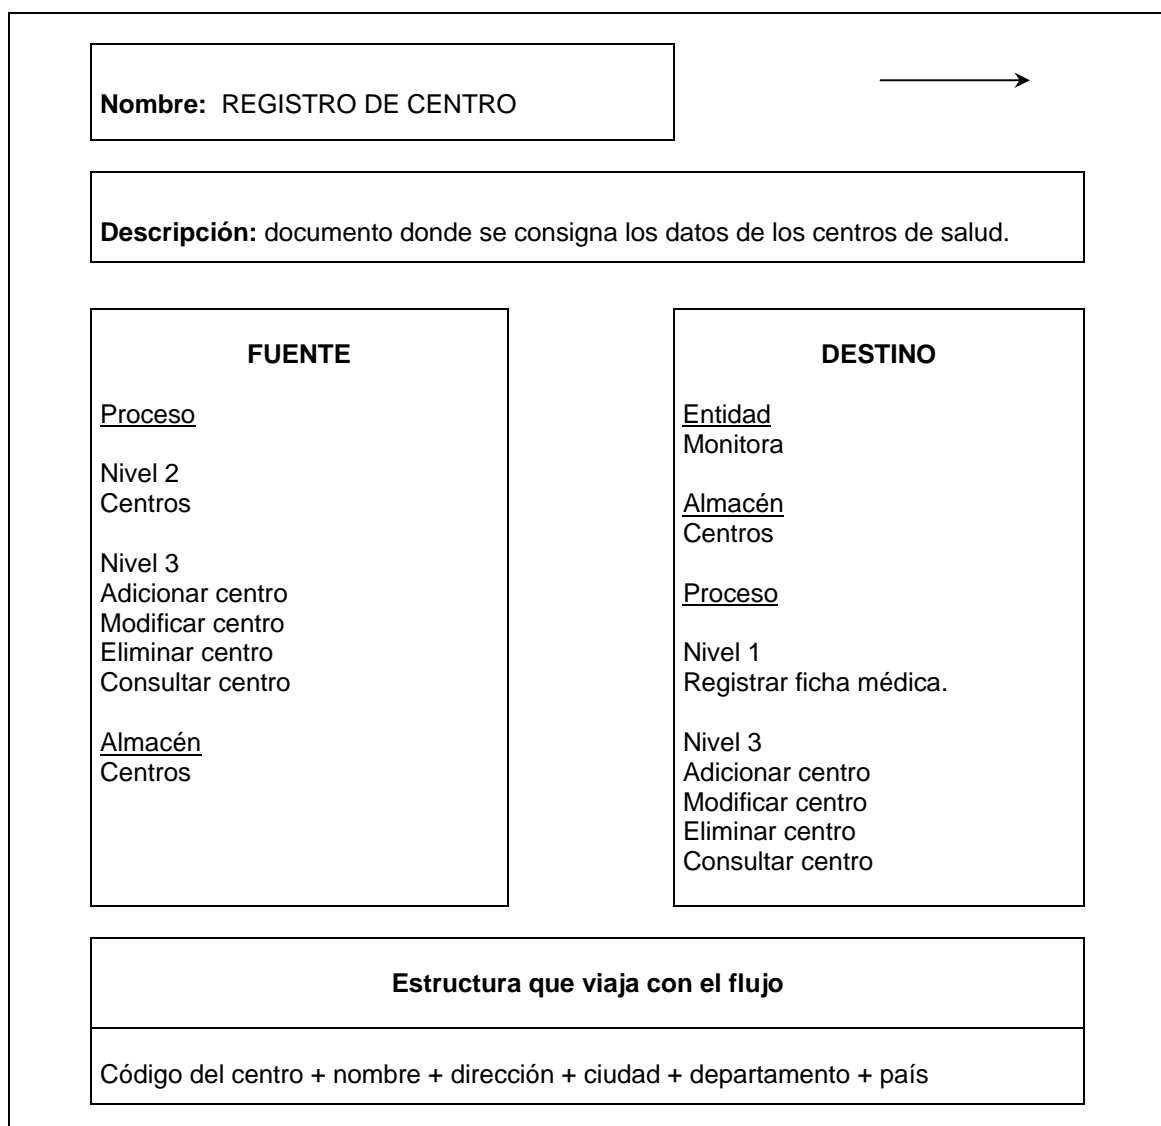 Nombre: REGISTRO DE CENTRO
Descripción: documento donde se consigna los datos de los centros de salud.
FUENTE
Proceso
Nivel 2
Centros
Nivel 3
Adicionar centro
Modificar centro
Eliminar centro
Consultar centro
Almacén
Centros
DESTINO
Entidad
Monitora
Almacén
Centros
Proceso
Nivel 1
Registrar ficha médica.
Nivel 3
Adicionar centro
Modificar centro
Eliminar centro
Consultar centro
Estructura que viaja con el flujo
Código del centro + nombre + dirección + ciudad + departamento + país